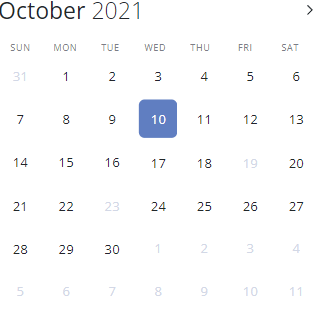 October 2021
SUN MON TUE WED THU FRI SAT
31 1 2 3 4 5 6
7 8 9 10 11 12 13
14 15 16 17 18 19 20
21 22 23 24 25 26 27
28 29 30 1 2 3 4
5 6 7 8 9 10 11